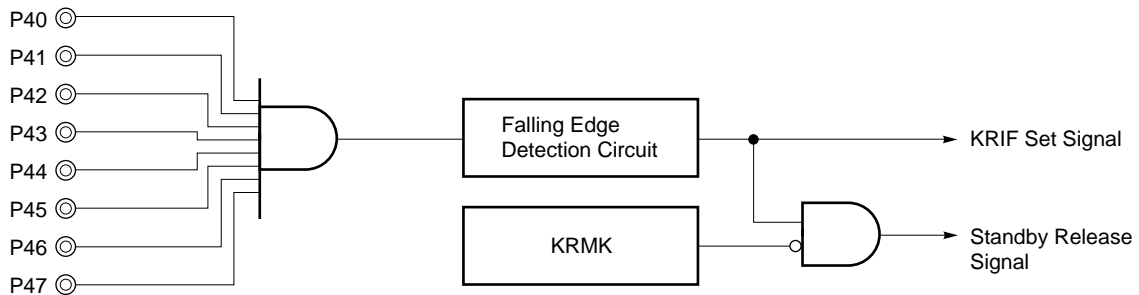 P40
P41
P42
P43
P44
P45
P46
P47
Falling Edge
Detection Circuit
KRMK
KRIF Set Signal
Standby Release
Signal